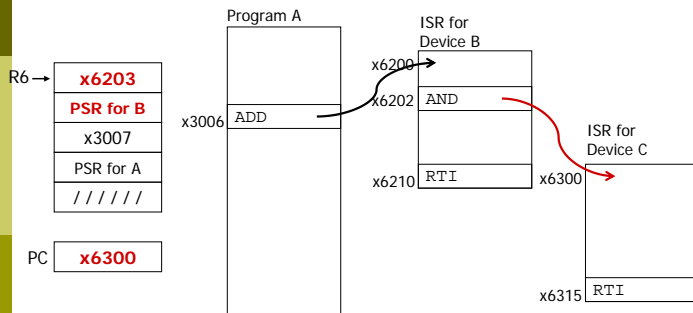 Program A
ISR for
Device B
R6
x6203
PSR for B
x3007
PSR for A
//////
PC
x6300
x3006
ADD
x6200
x6202
AND
x6210
RTI
ISR for
Device C
x6300
x6315
RTI